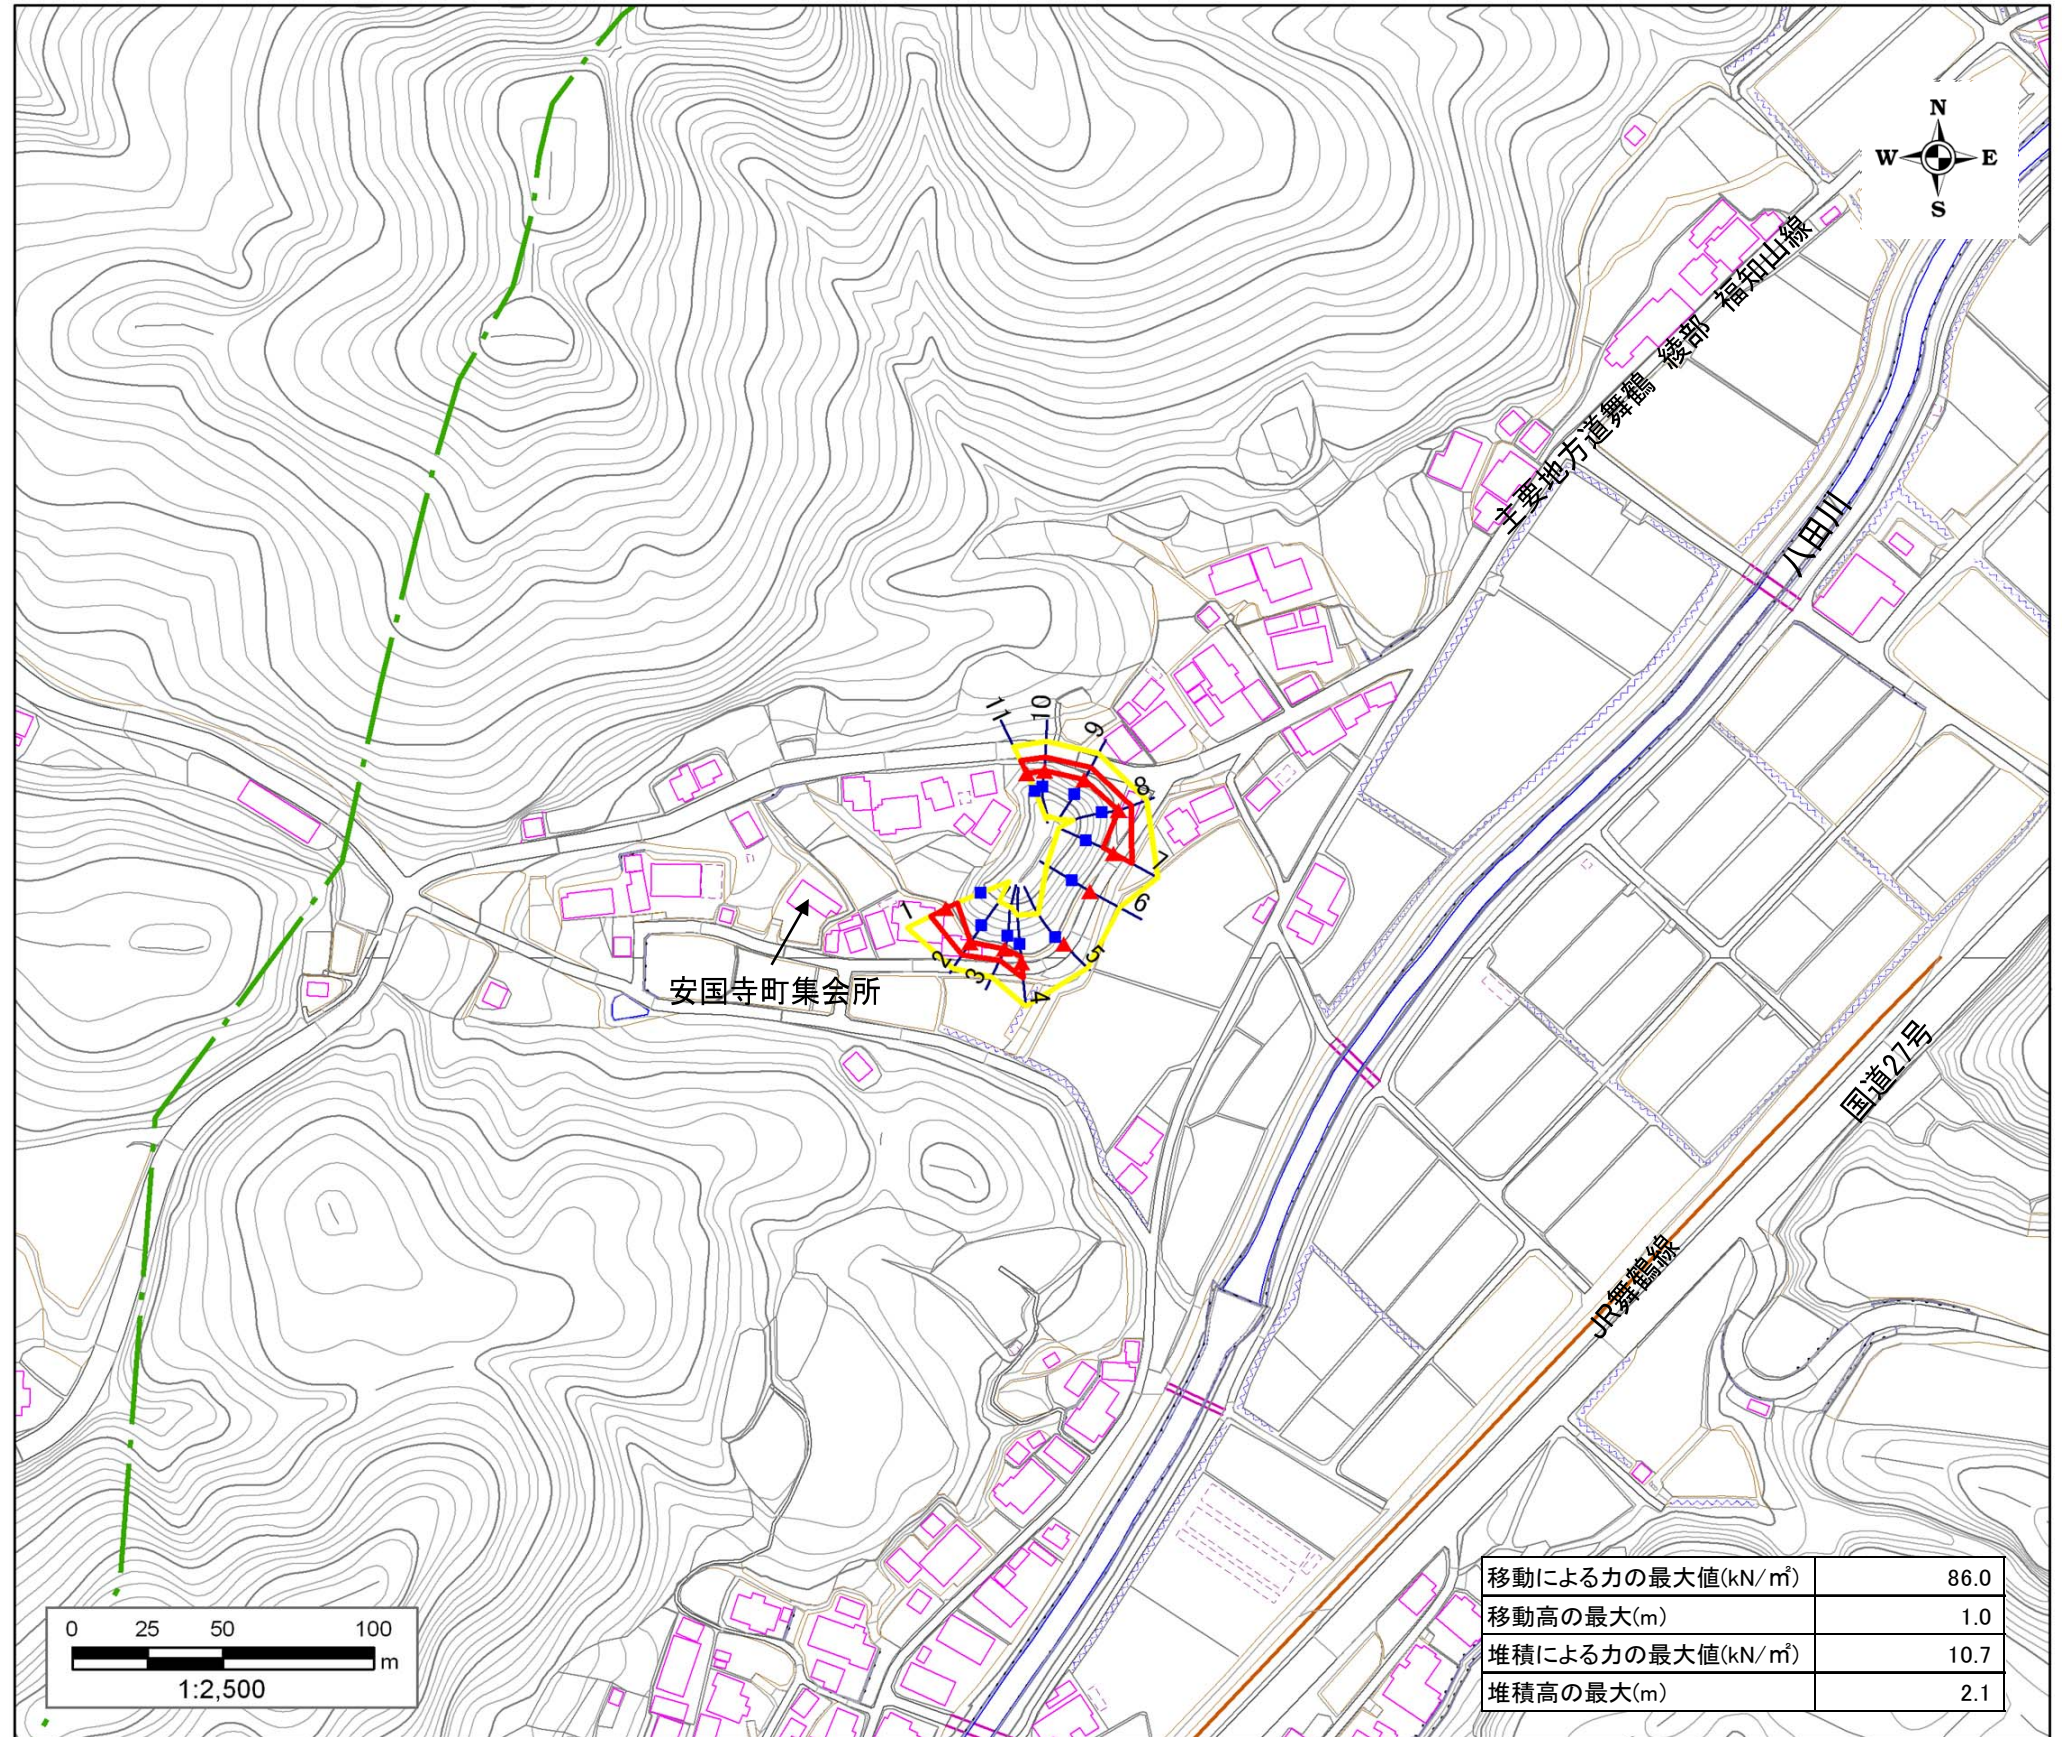 N
W E
S
主要地方道舞鶴 綾部 福知山線
八田川
11
10
9
8
7
6
5
4
3
2
1
安国寺町集会所
国道27号
JR舞鶴線
移動による力の最大値(kN/㎡) 86.0
移動高の最大(m) 1.0
堆積による力の最大値(kN/㎡) 10.7
堆積高の最大(m) 2.1
0 25 50 100
m
1:2,500